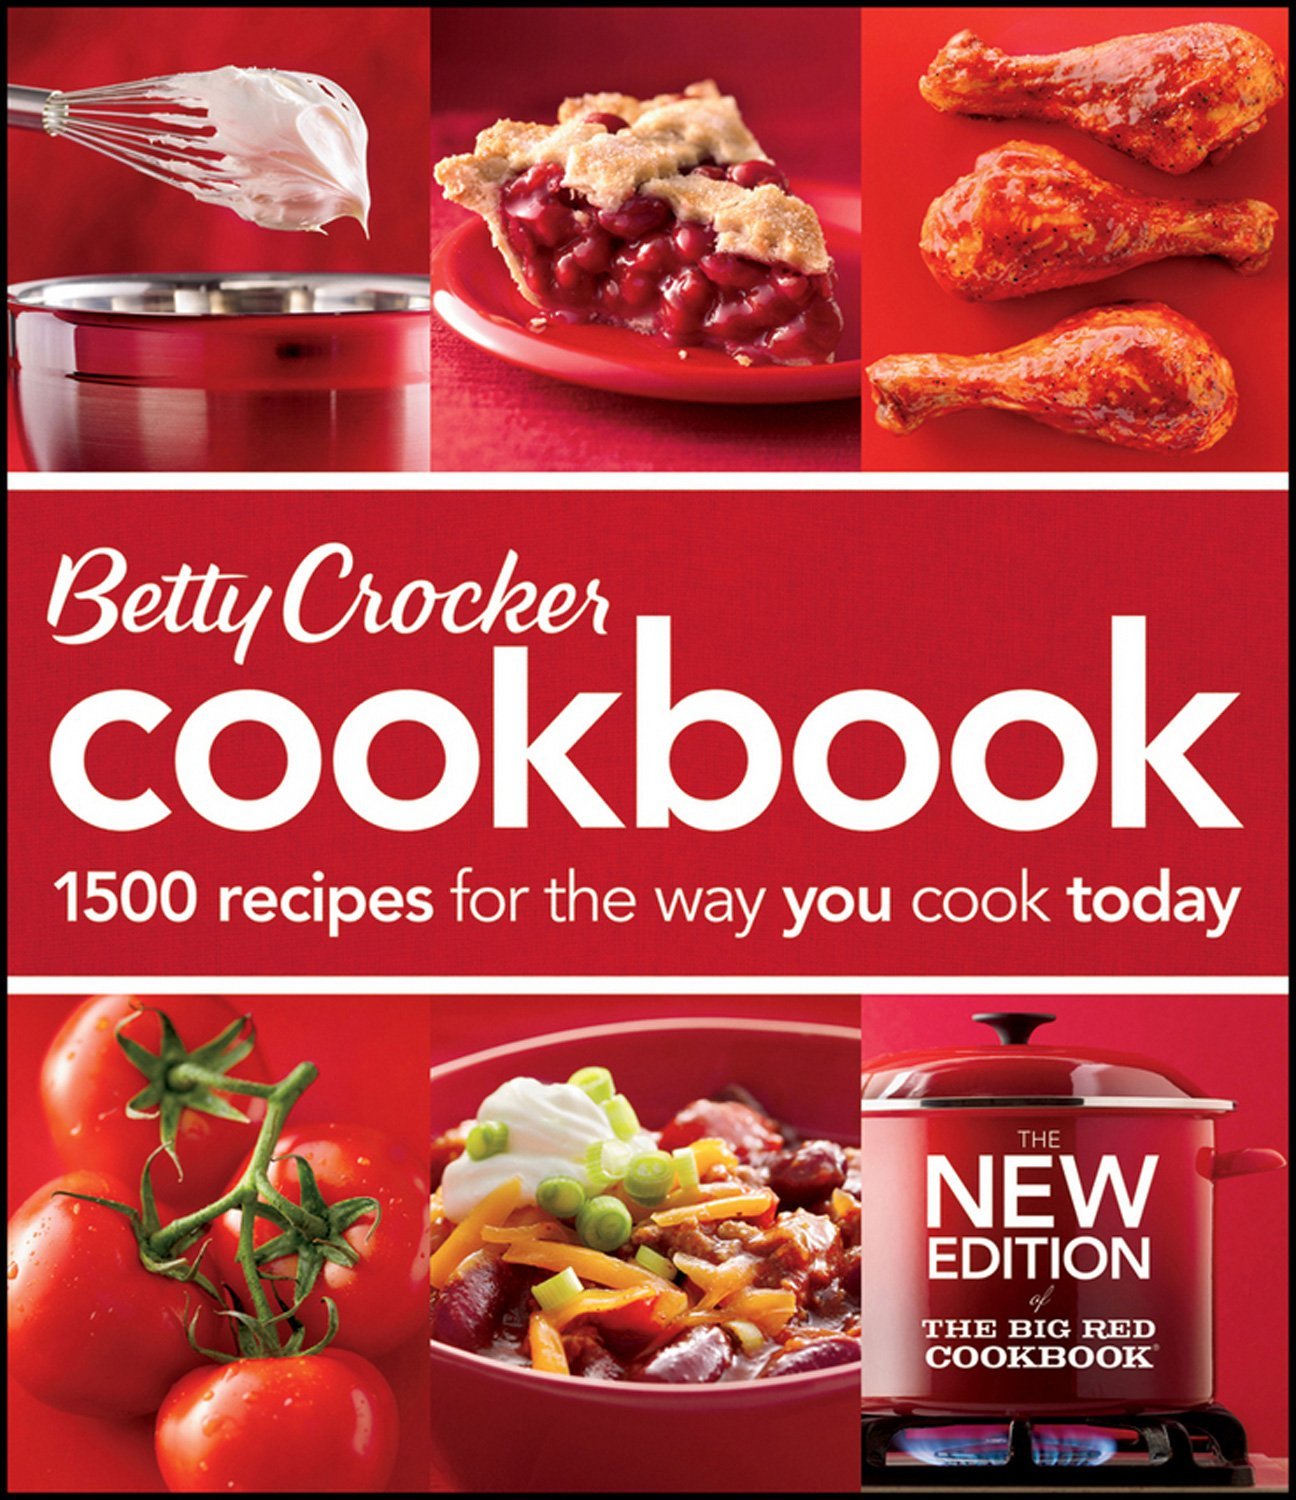 Betty Crocker
cookbook
1500 recipes for the way you cook today
THE
NEW
EDITION
of
THE BIG RED
COOKBOOK®